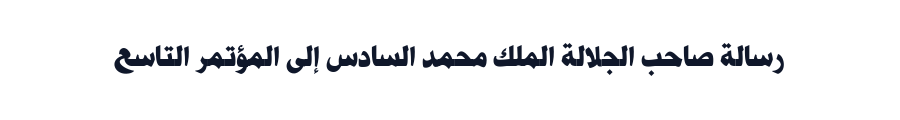 رسالة صاحب الجلالة الملك محمد السادس إلى المؤتمر التاسع